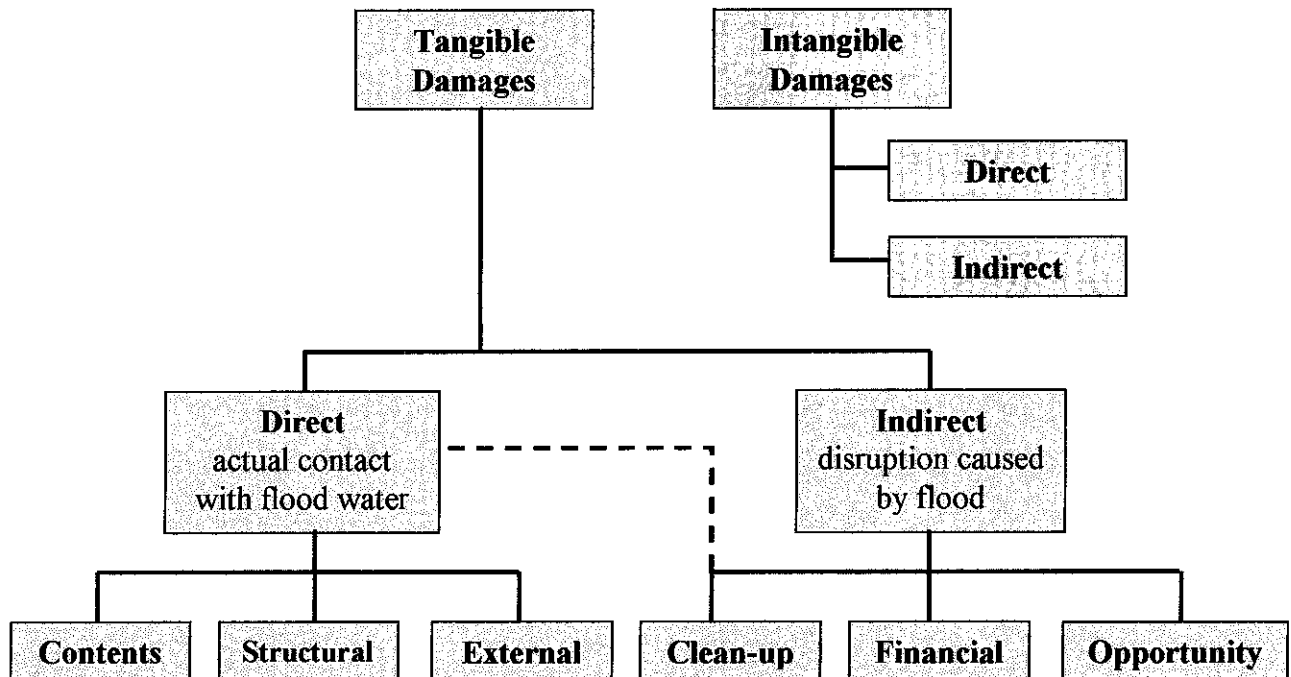 Tangible
Damages
Intangible
Damages
Direct
Indirect
Direct
actual contact
with flood water
Indirect
disruption caused
by flood
Contents
Structural
External
Clean-up
Financial
Opportunity